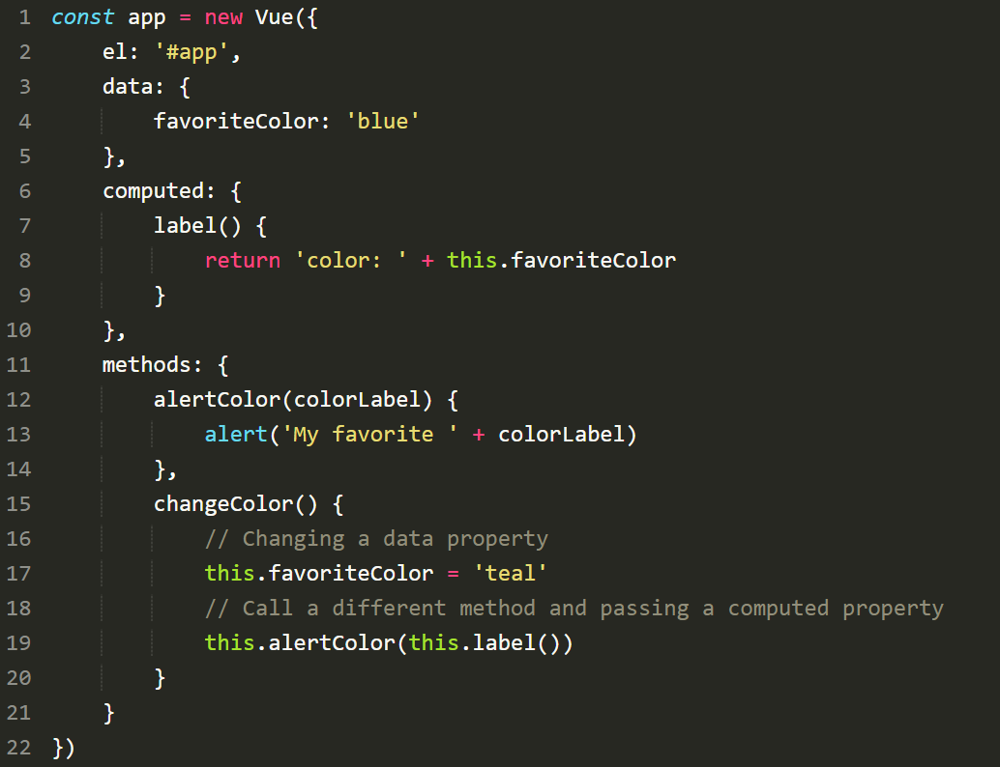 1 const app = new Vue({
2     el: '#app',
3     data: {
4         favoriteColor: 'blue'
5     },
6     computed: {
7         label() {
8             return 'color: ' + this.favoriteColor
9         }
10     },
11     methods: {
12         alertColor(colorLabel) {
13             alert('My favorite ' + colorLabel)
14         },
15         changeColor() {
16             // Changing a data property
17             this.favoriteColor = 'teal'
18             // Call a different method and passing a computed property
19             this.alertColor(this.label())
20         }
21     }
22 })